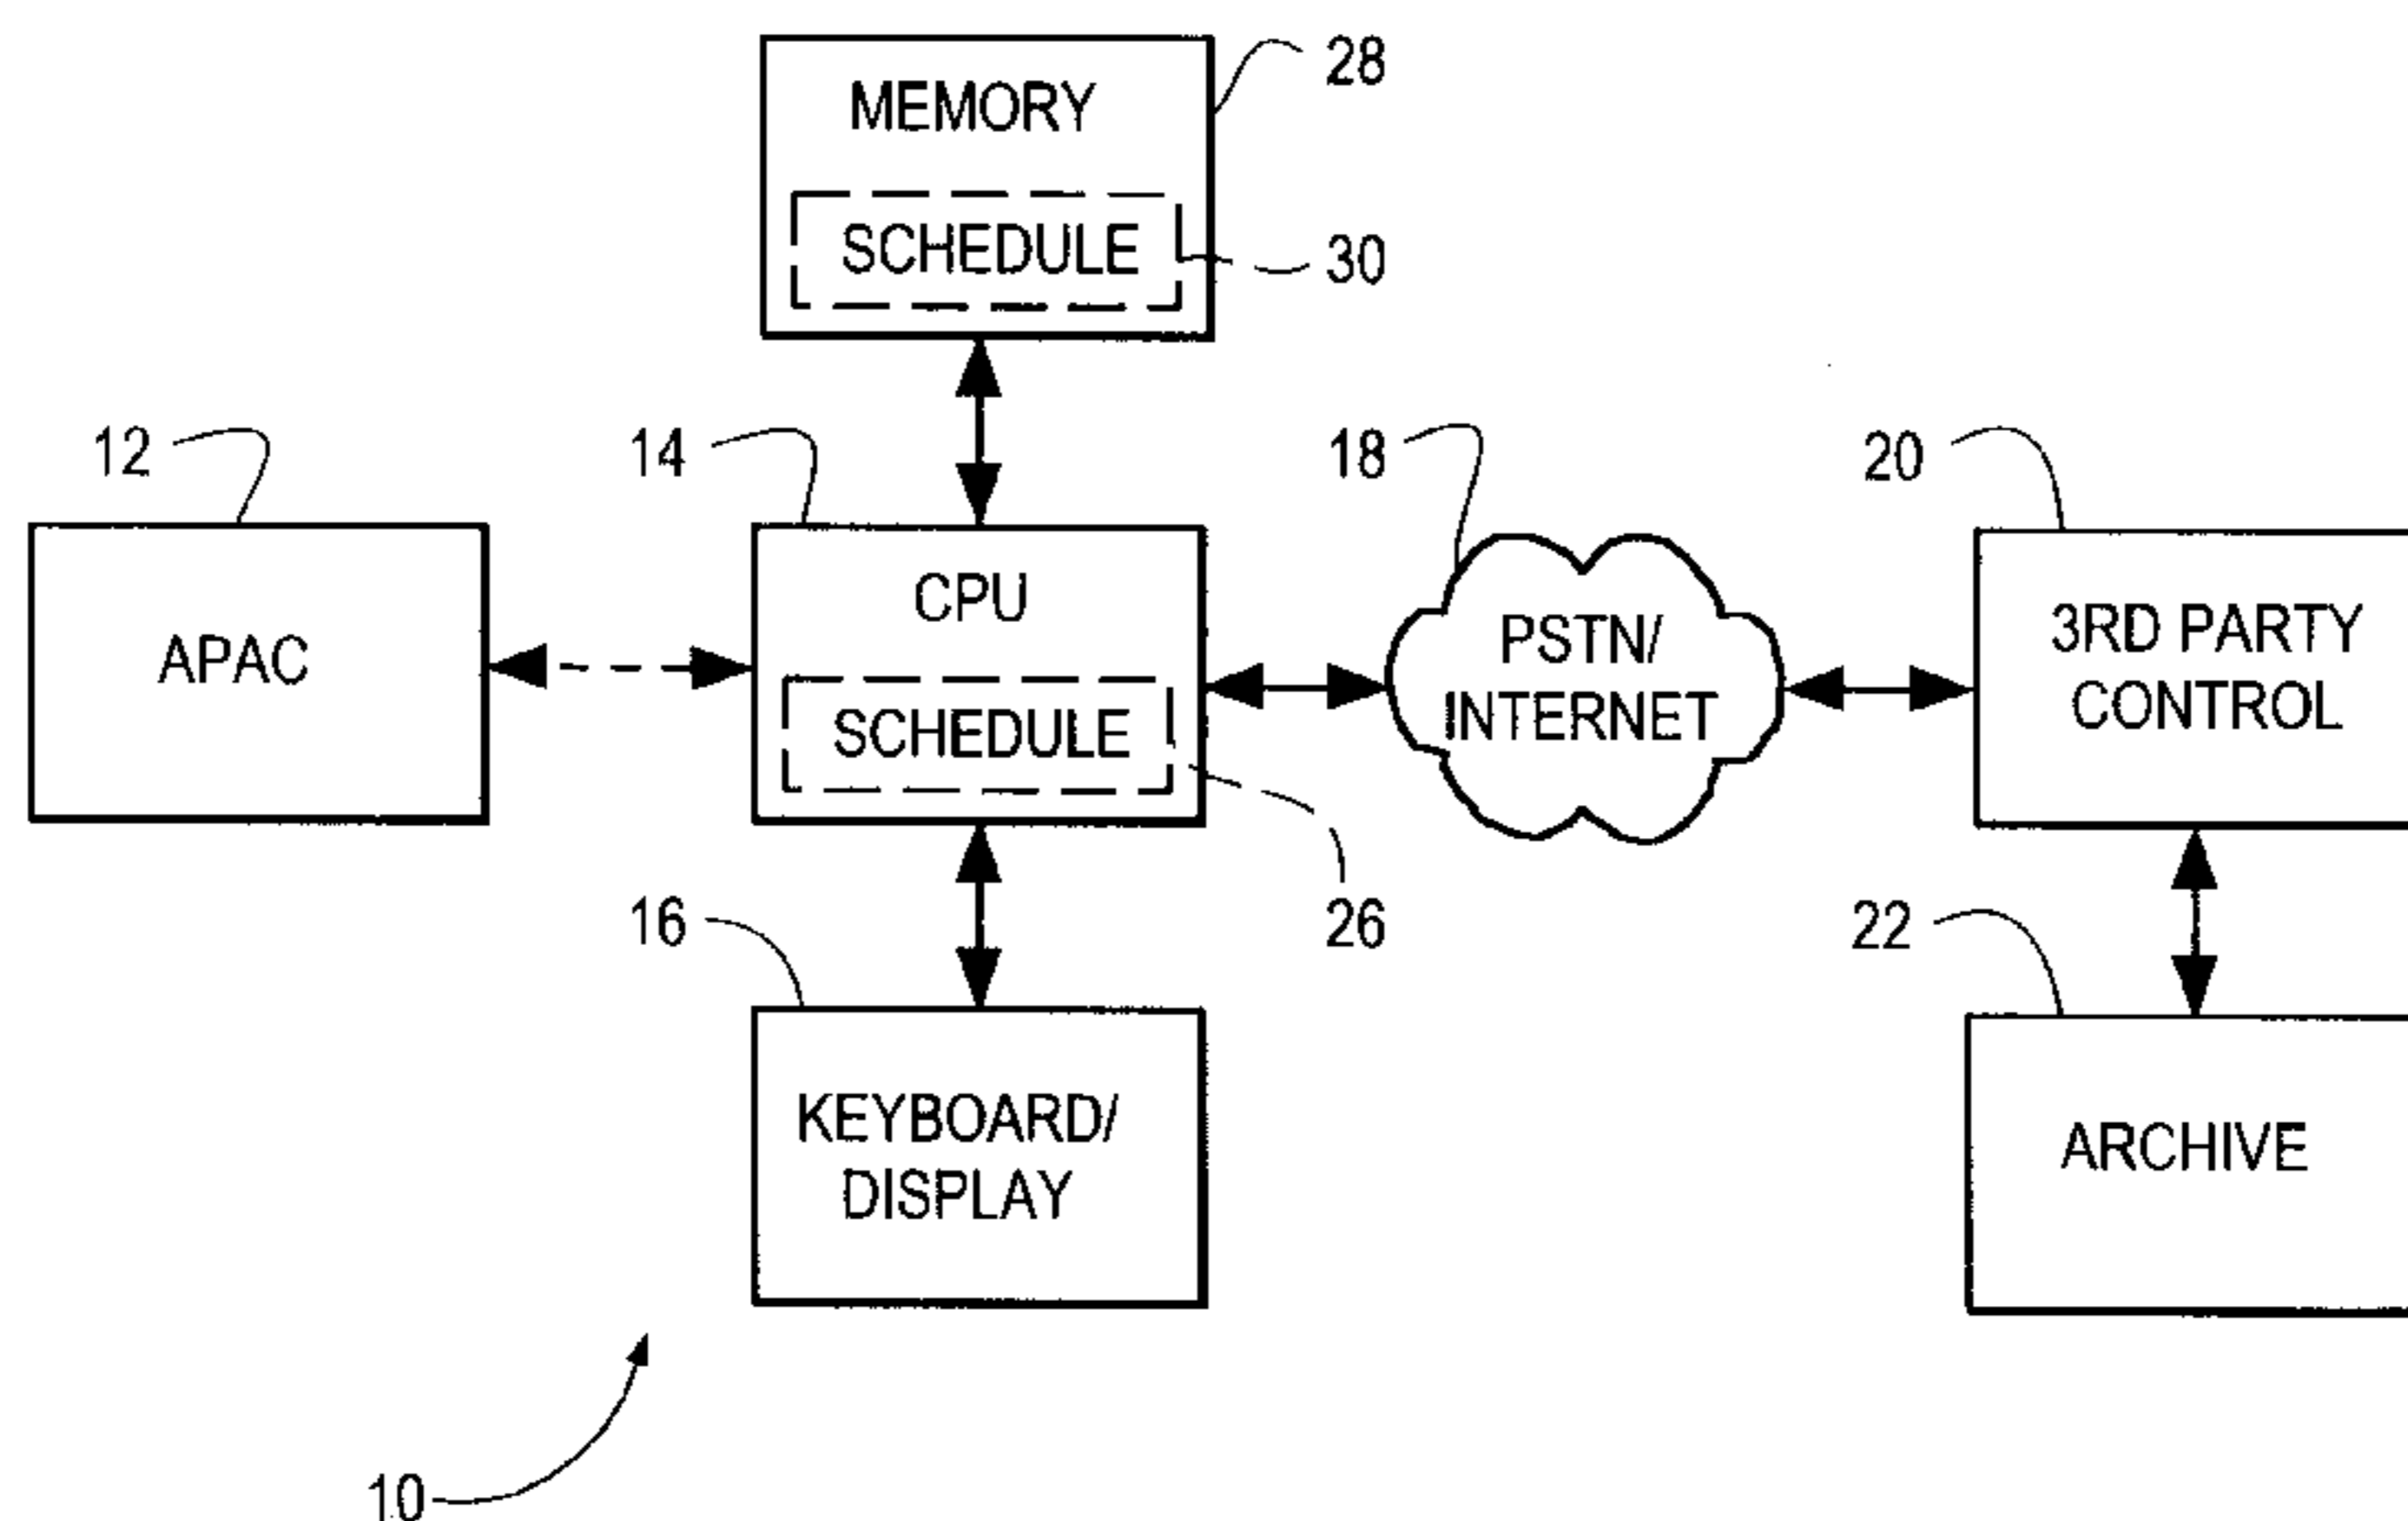 MEMORY
28
SCHEDULE
30
12
14
18
20
APAC
CPU
SCHEDULE
PSTN/
INTERNET
3RD PARTY
CONTROL
16
26
22
KEYBOARD/
DISPLAY
ARCHIVE
10